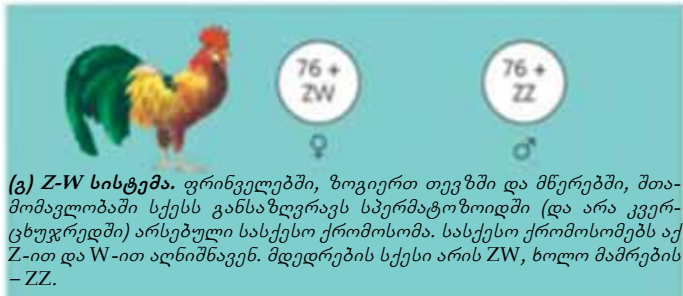 76 +
ZW
76 +
ZZ
♀
♂
(გ) Z-W სისტემა. ფრინველებში, ზოგიერთ თევზში და მწერებში, შთა-
მომავლობაში სქესს განსაზღვრავს სპერმატოზოიდში (და არა კვერ-
ცხუჯრედში) არსებული სასქესო ქრომოსომა. სასქესო ქრომოსომებს აქ
Z-ით და W-ით აღნიშნავენ. მდედრების სქესი არის ZW, ხოლო მამრების
– ZZ.